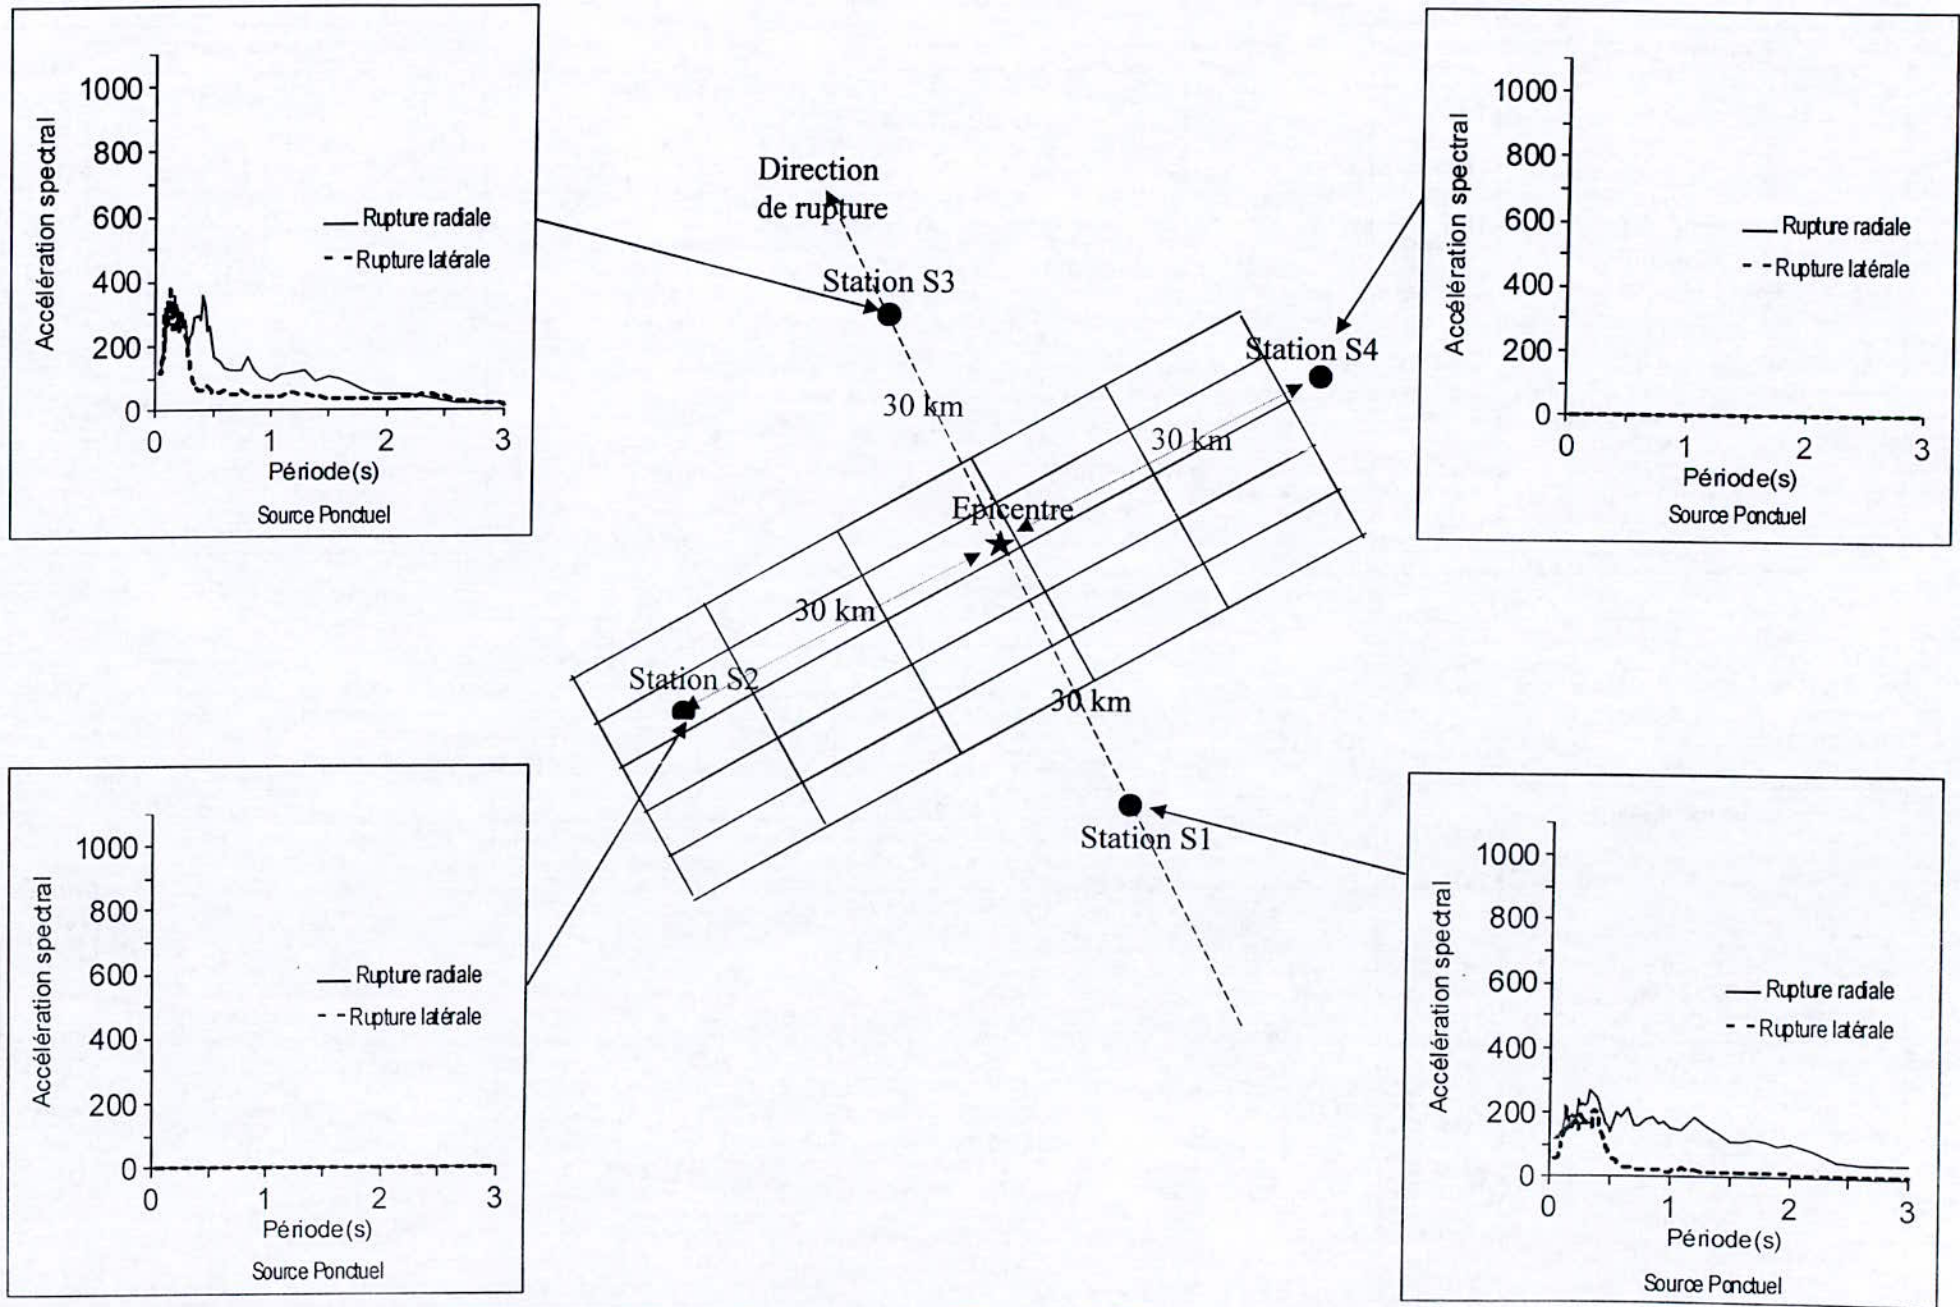 1000
800
600
400
200
0
0 1 2 3
Accélération spectral
Rupture radiale
Rupture latérale
Période(s)
Source Ponctuel
Direction
de rupture
Station S3
30 km
1000
800
600
400
200
0
0 1 2 3
Accélération spectral
Rupture radiale
Rupture latérale
Période(s)
Source Ponctuel
Station S4
30 km
Epicentre
30 km
Station S2
30 km
Station S1
1000
800
600
400
200
0
0 1 2 3
Accélération spectral
Rupture radiale
Rupture latérale
Période(s)
Source Ponctuel
1000
800
600
400
200
0
0 1 2 3
Accélération spectral
Rupture radiale
Rupture latérale
Période(s)
Source Ponctuel